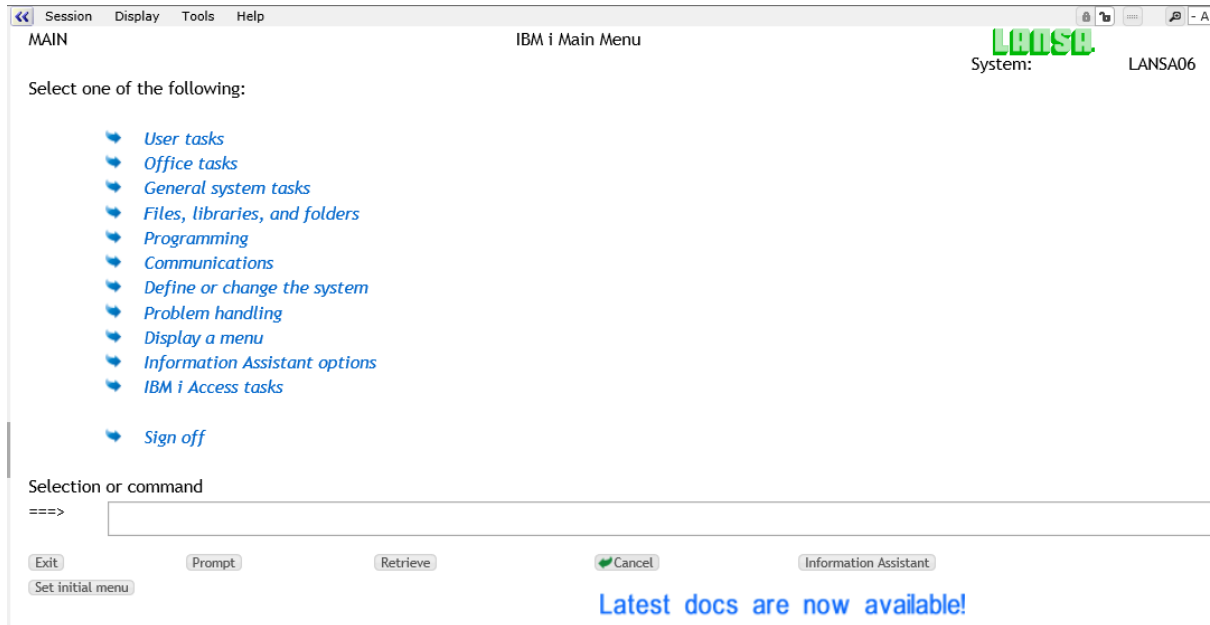 Session Display Tools Help
- A
MAIN IBM i Main Menu LANSA.
System: LANSA06
Select one of the following:
User tasks
Office tasks
General system tasks
Files, libraries, and folders
Programming
Communications
Define or change the system
Problem handling
Display a menu
Information Assistant options
IBM i Access tasks
Sign off
Selection or command
===>
Exit Prompt Retrieve Cancel Information Assistant
Set initial menu
Latest docs are now available!